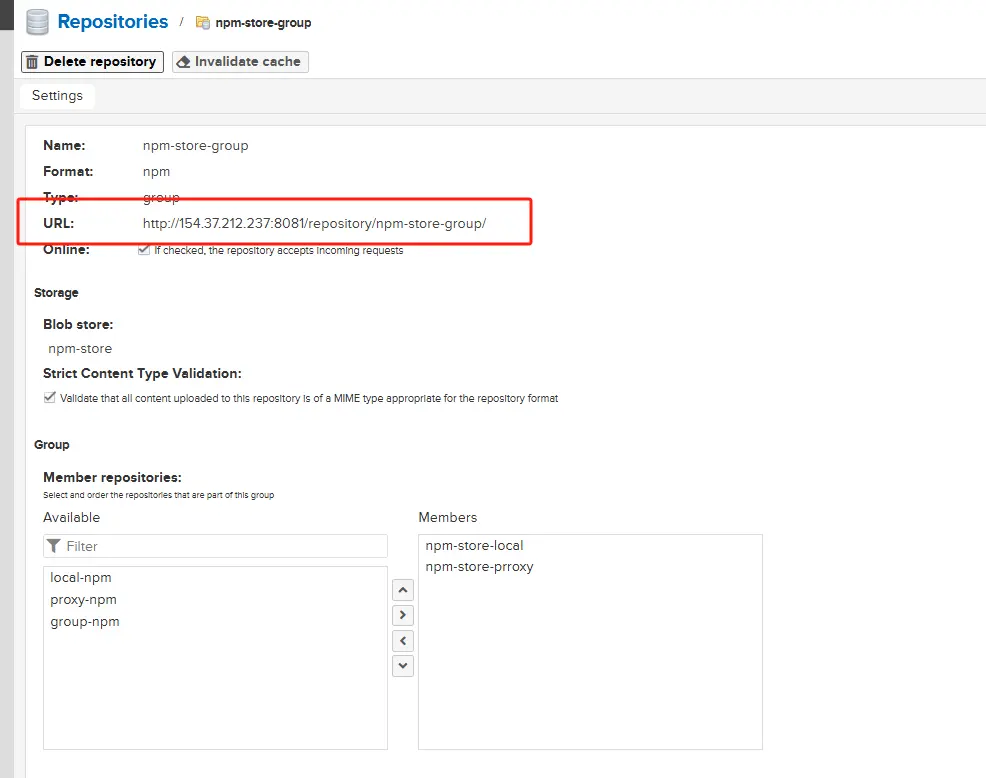 Repositories / npm-store-group
Delete repository Invalidate cache
Settings
Name: npm-store-group
Format: npm
Type: group
URL: http://154.37.212.237:8081/repository/npm-store-group/
Online: If checked, the repository accepts incoming requests
Storage
Blob store:
npm-store
Strict Content Type Validation:
Validate that all content uploaded to this repository is of a MIME type appropriate for the repository format
Group
Member repositories:
Select and order the repositories that are part of this group
Available Members
Filter
npm-store-local
npm-store-prroxy
local-npm
proxy-npm
group-npm